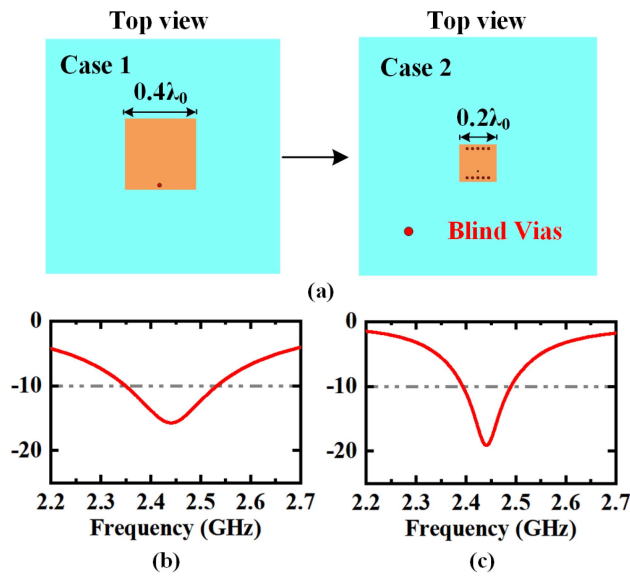 Top view Top view
Case 1
0.4λ₀
Case 2
0.2λ₀
Blind Vias
(a)
0
-10
-20
2.2 2.3 2.4 2.5 2.6 2.7
Frequency (GHz)
(b)
0
-10
-20
2.2 2.3 2.4 2.5 2.6 2.7
Frequency (GHz)
(c)